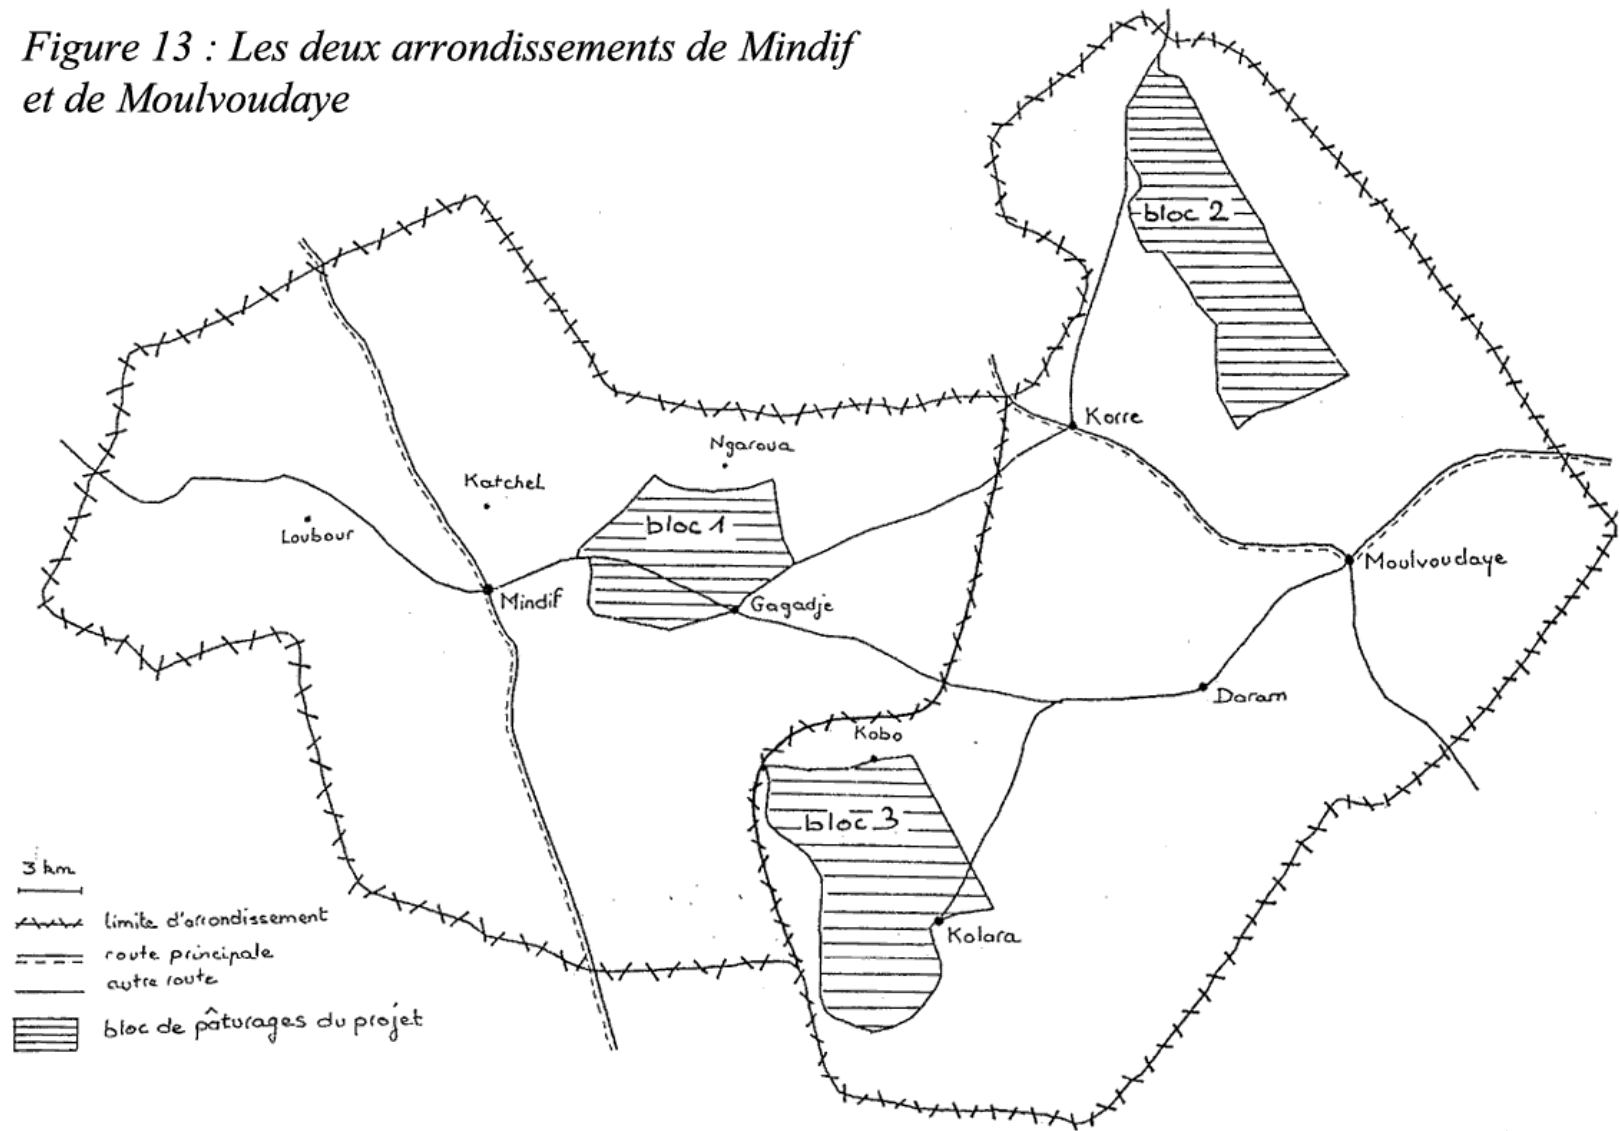 Figure 13 : Les deux arrondissements de Mindif
et de Moulvoudaye
bloc 2
Korre
Ngaroua
Katchel
bloc 1
Loubour
Moulvoudaye
Mindif
Gagadje
Daram
Kobo
bloc 3
Kolara
3 km
limite d'arrondissement
route principale
autre route
bloc de pâturages du projet